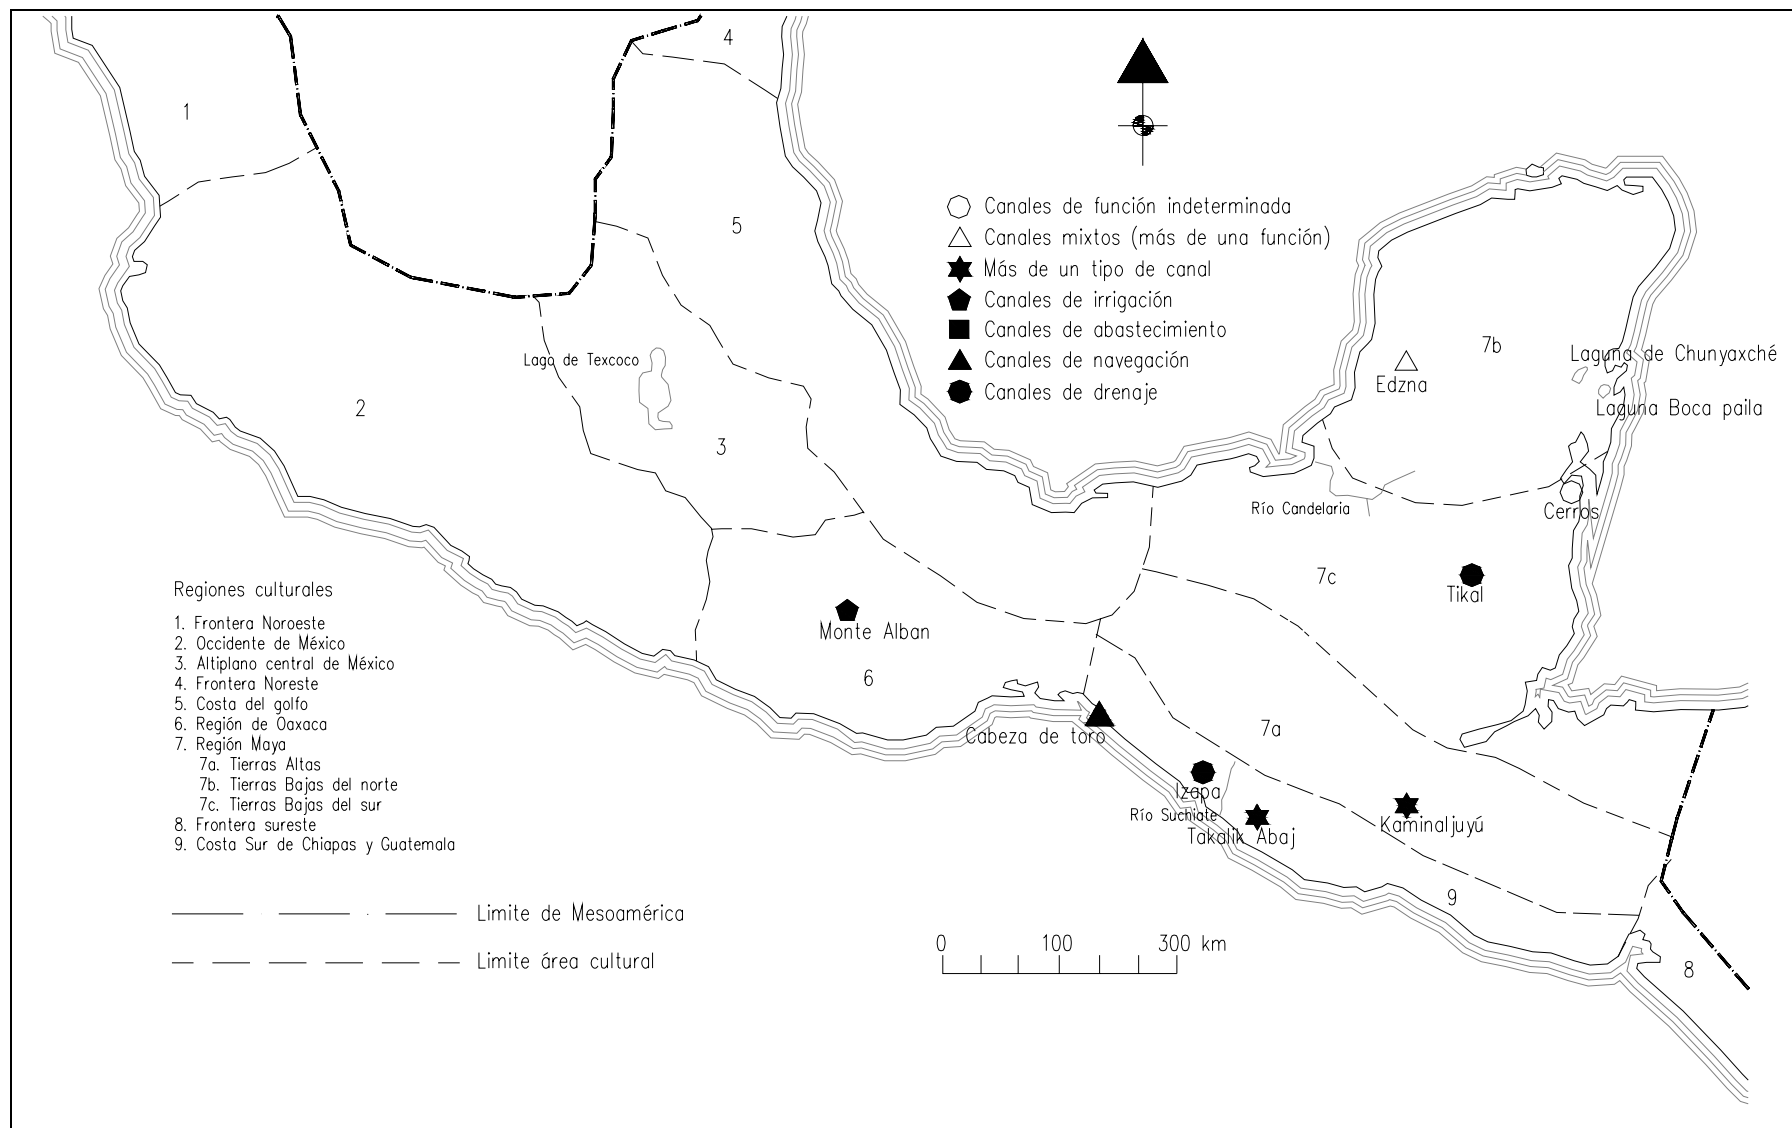 4
1
Canales de función indeterminada
Canales mixtos (más de una función)
Más de un tipo de canal
Canales de irrigación
Canales de abastecimiento
Canales de navegación
Canales de drenaje
5
7b
Laguna de Chunyaxché
Lago de Texcoco
Edzna
Laguna Boca paila
2
3
Río Candelaria
Cerros
7c
Tikal
Monte Alban
6
7a
Cabeza de toro
Izapa
Río Suchiate
Takalik Abaj
Kaminaljuyú
9
8
Regiones culturales
1. Frontera Noroeste
2. Occidente de México
3. Altiplano central de México
4. Frontera Noreste
5. Costa del golfo
6. Región de Oaxaca
7. Región Maya
7a. Tierras Altas
7b. Tierras Bajas del norte
7c. Tierras Bajas del sur
8. Frontera sureste
9. Costa Sur de Chiapas y Guatemala
Limite de Mesoamérica
Limite área cultural
0 100 300 km